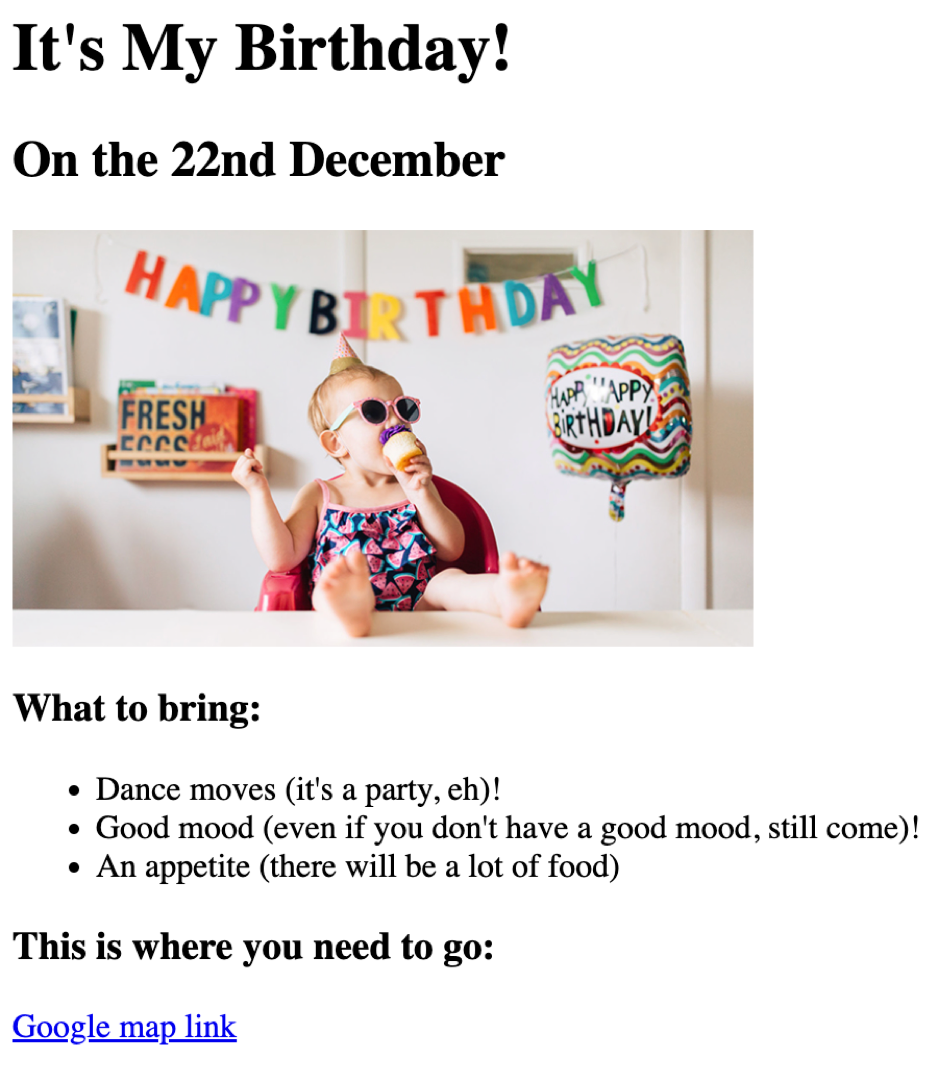 It's My Birthday!
On the 22nd December
HAPPY BIRTHDAY
HAPPY HAPPY
BIRTHDAY!
FRESH
EGGS
What to bring:
• Dance moves (it's a party, eh)!
• Good mood (even if you don't have a good mood, still come)!
• An appetite (there will be a lot of food)
This is where you need to go:
Google map link